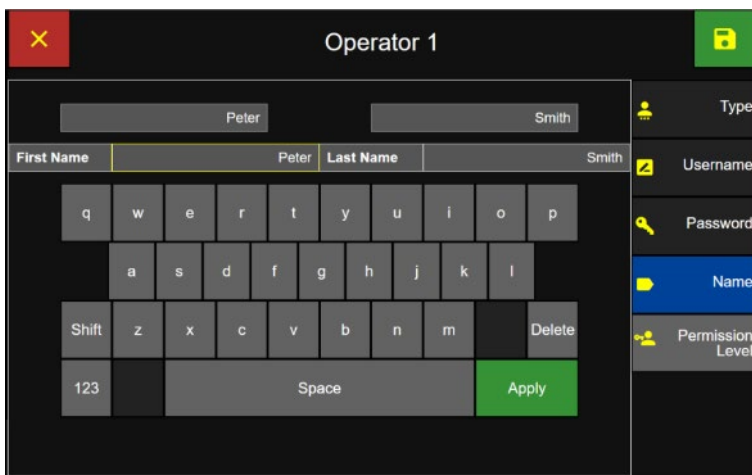 Operator 1
Peter Smith
First Name Peter Last Name Smith
q w e r t y u i o p
a s d f g h j k l
Shift z x c v b n m Delete
123 Space Apply
Type
Username
Password
Name
Permission
Level